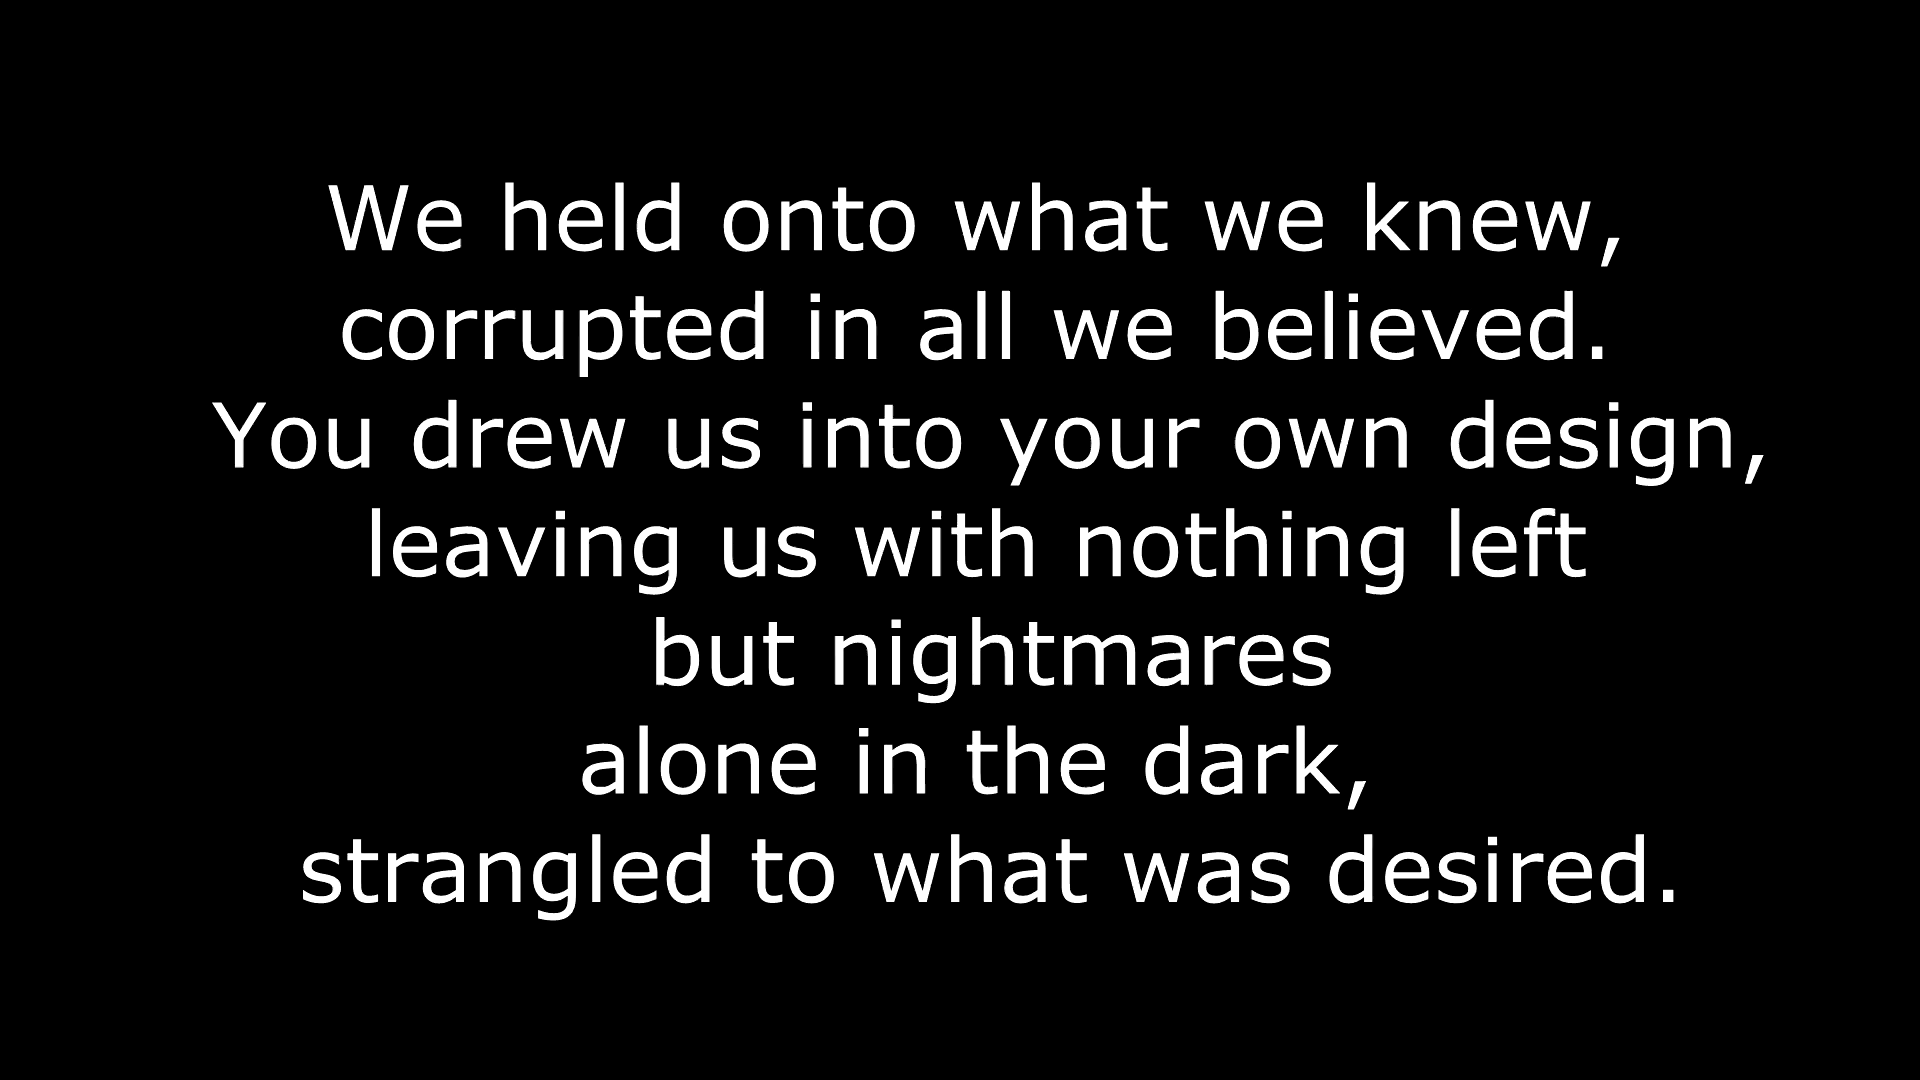 We held onto what we knew,
corrupted in all we believed.
You drew us into your own design,
leaving us with nothing left
but nightmares
alone in the dark,
strangled to what was desired.